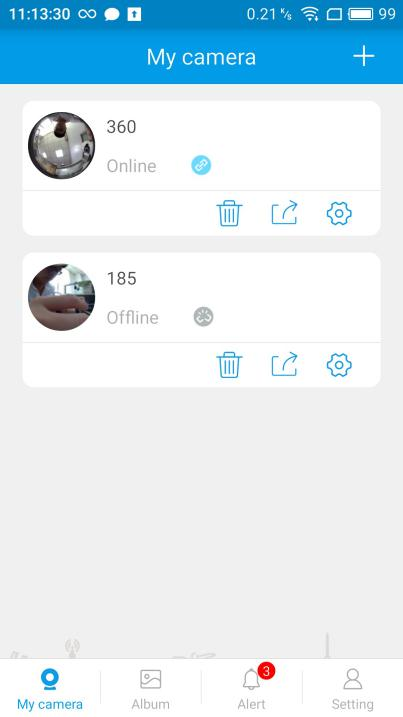 11:13:30 0.21 K/s 99
My camera
360
Online
185
Offline
3
My camera Album Alert Setting